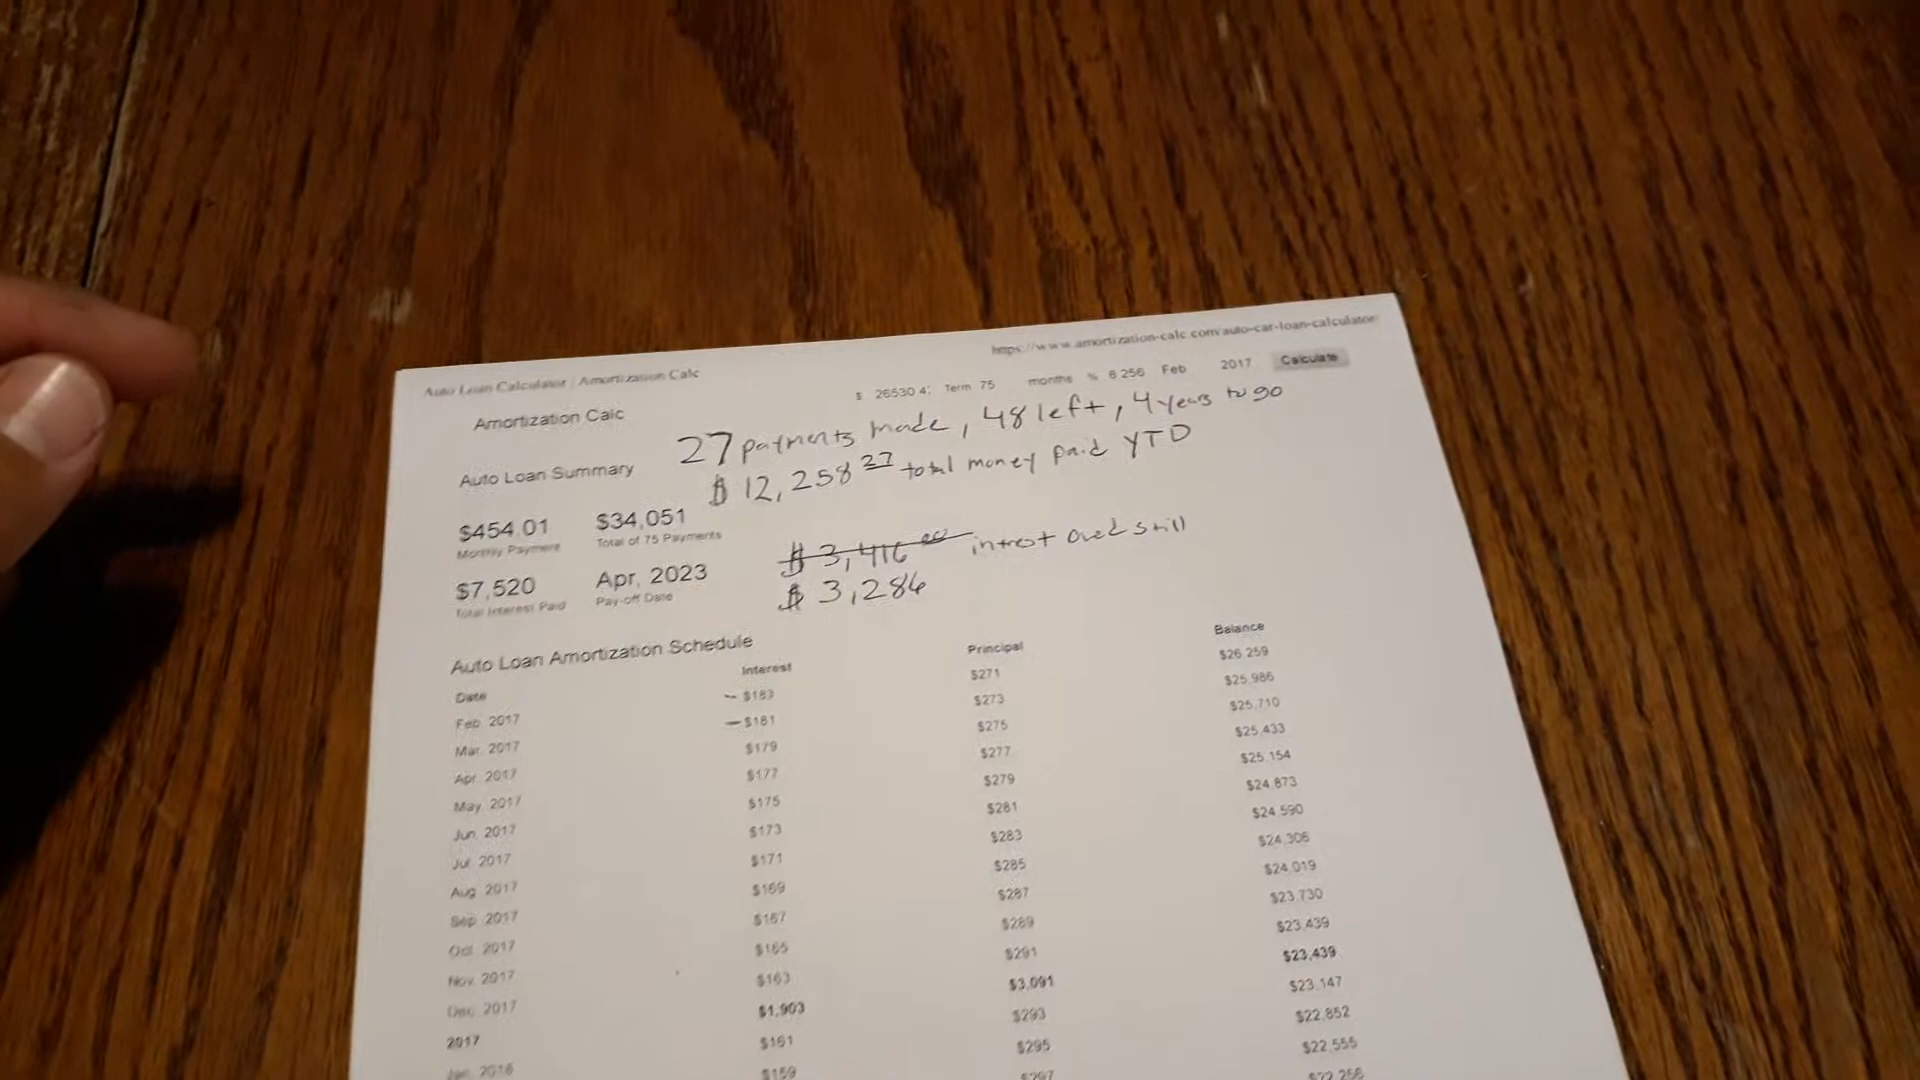 https://www.amortization-calc.com/auto-car-loan-calculator/
Auto Loan Calculator | Amortization Calc
$ 26530.4 Term 75 months % 8.256 Feb 2017 Calculate
Amortization Calc
27 payments made, 48 left, 4 years to go
$12,258 27 total money paid YTD
Auto Loan Summary
$454.01 $34,051
Monthly Payment Total of 75 Payments
$3,416 00 intrest owed still
$7,520 Apr, 2023
$3,286
Total Interest Paid Pay-off Date
Auto Loan Amortization Schedule
Date Interest Principal Balance
Feb, 2017 $183 $271 $26,259
Mar, 2017 $181 $273 $25,986
Apr, 2017 $179 $275 $25,710
May, 2017 $177 $277 $25,433
Jun, 2017 $175 $279 $25,154
Jul, 2017 $173 $281 $24,873
Aug, 2017 $171 $283 $24,590
Sep, 2017 $169 $285 $24,306
Oct, 2017 $167 $287 $24,019
Nov, 2017 $165 $289 $23,730
Dec, 2017 $163 $291 $23,439
2017 $1,903 $3,091 $23,439
Jan, 2018 $161 $293 $23,147
$159 $295 $22,852
$297 $22,555
$22,256